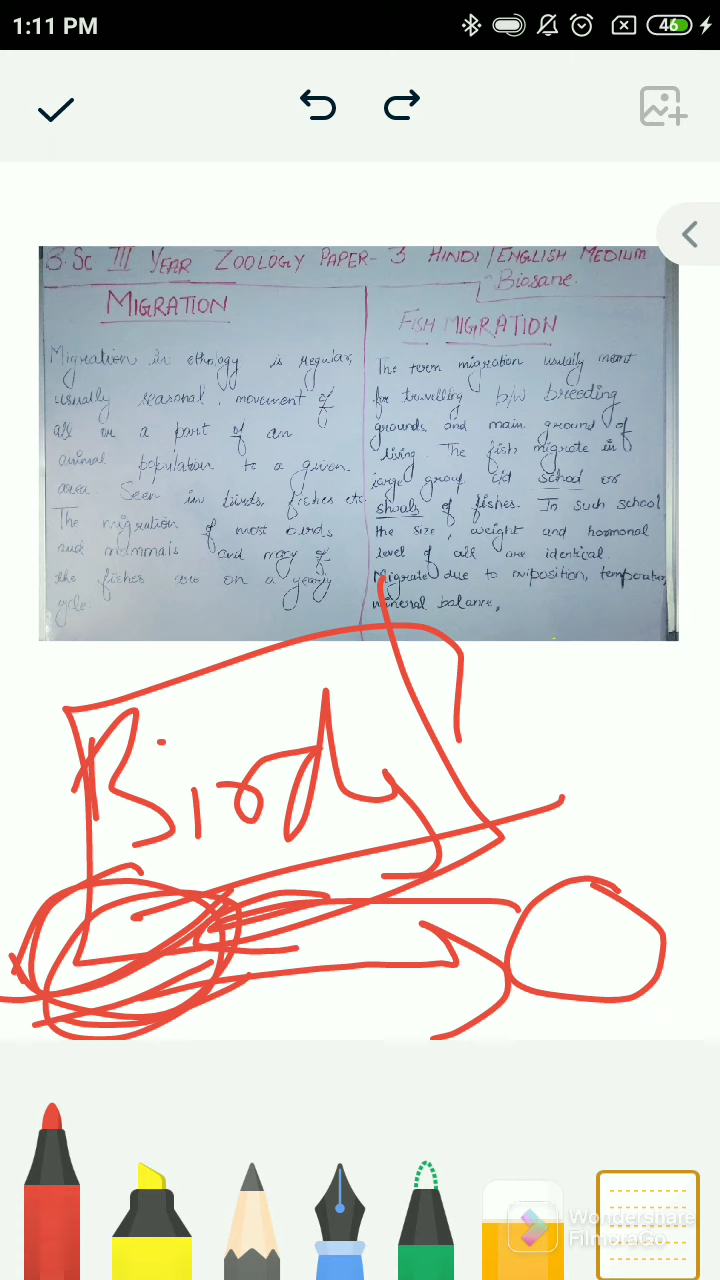 1:11 PM
46
B.Sc III YEAR ZOOLOGY PAPER- 3 HINDI/ENGLISH MEDIUM
Biosane.
MIGRATION
Migration in ethology is regular,
usually seasonal, movement of
all or a part of an
animal population to a given
area. Seen in birds, fishes etc
The migration of most birds
and mammals and many of
the fishes are on a yearly
cycle.
FISH MIGRATION
The term migration usually meant
for travelling b/w breeding
grounds and main ground of
living The fish migrate in
large group, c/d school or
shoals of fishes. In such school
the size, weight and hormonal
level of all are identical.
Migrate due to oviposition, temperature,
mineral balance,
Birdy
Wondershare
FilmoraGo